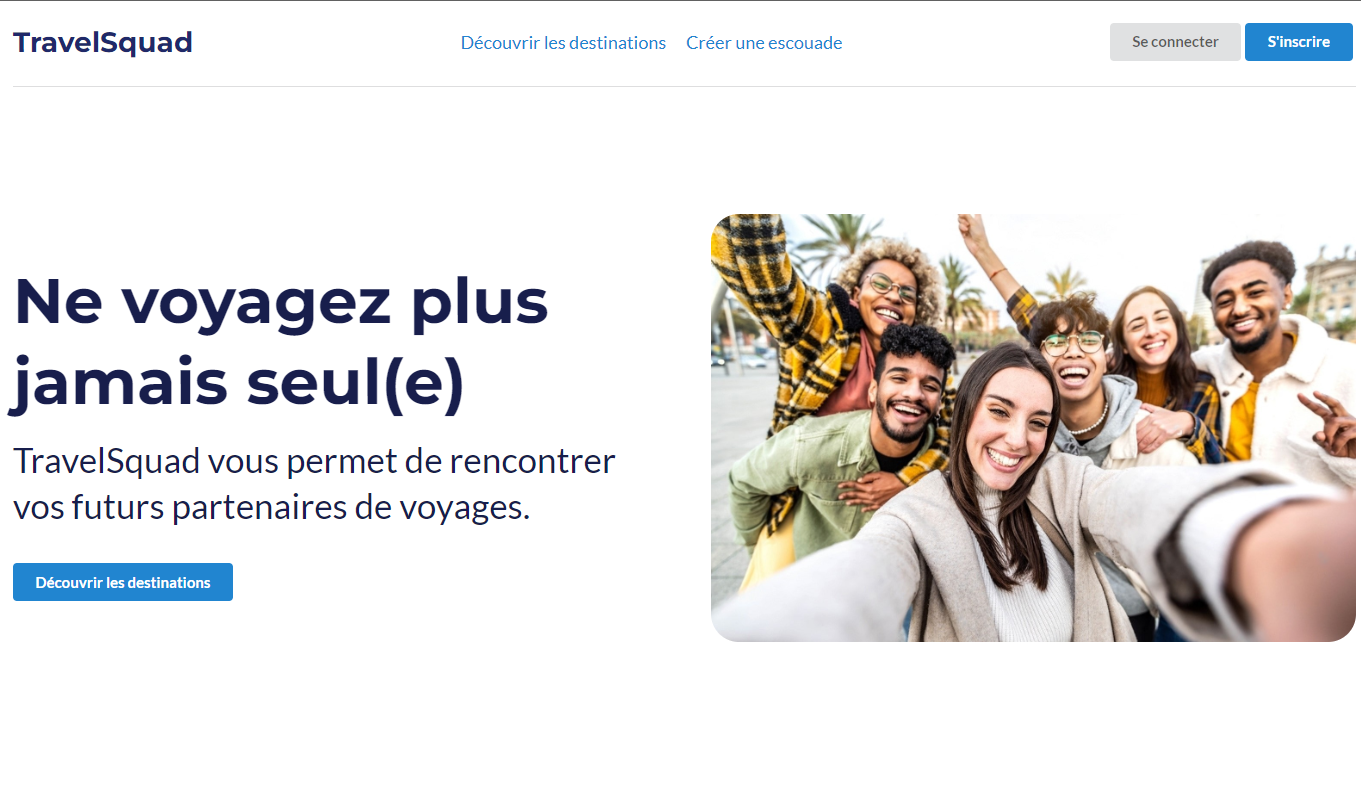 TravelSquad
Découvrir les destinations
Créer une escouade
Se connecter
S'inscrire
Ne voyagez plus
jamais seul(e)
TravelSquad vous permet de rencontrer
vos futurs partenaires de voyages.
Découvrir les destinations